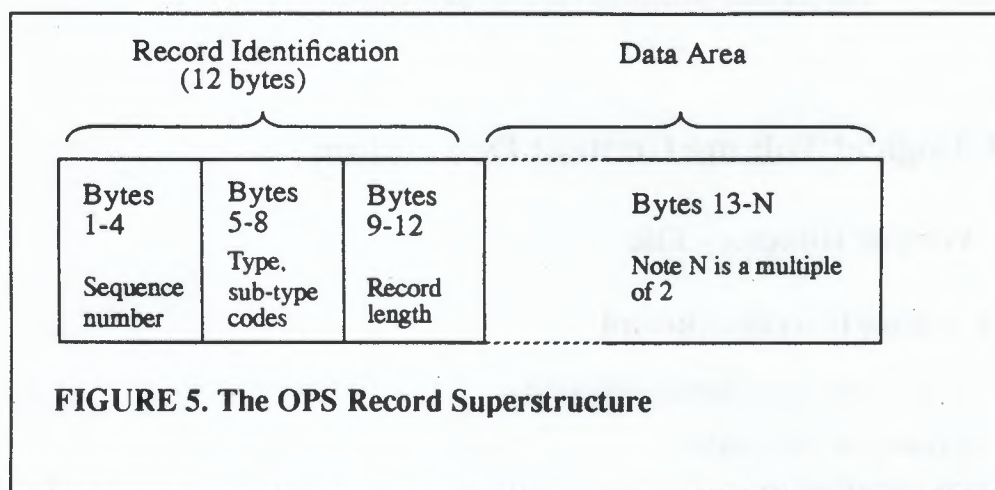 Record Identification
(12 bytes)
Data Area
Bytes
1-4
Sequence
number
Bytes
5-8
Type,
sub-type
codes
Bytes
9-12
Record
length
Bytes 13-N
Note N is a multiple
of 2
FIGURE 5. The OPS Record Superstructure